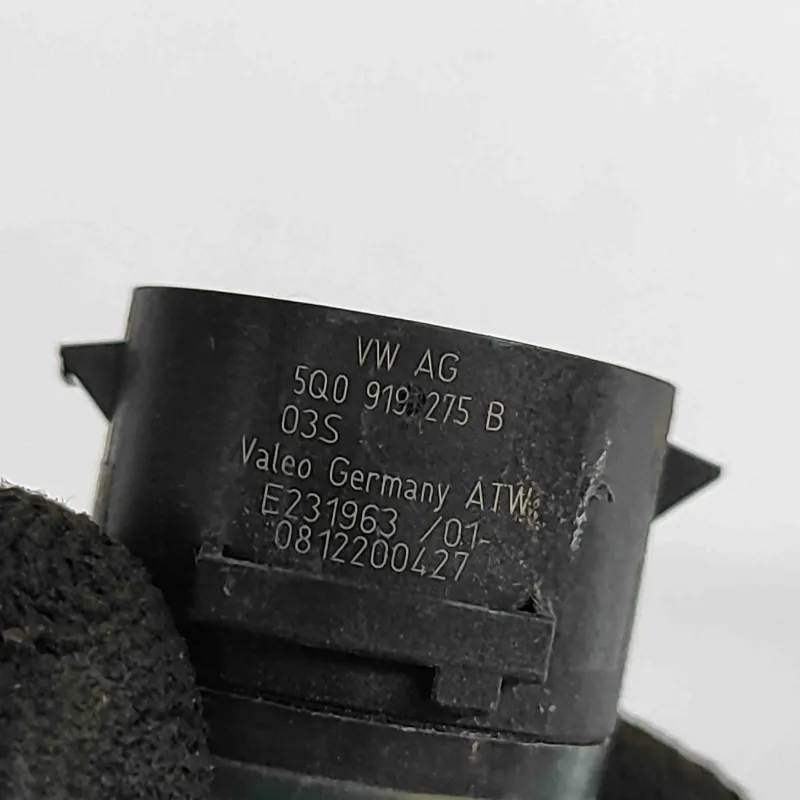 VW AG
5Q0 919 275 B
03S
Valeo Germany ATW
E231963 /01-
0812200427